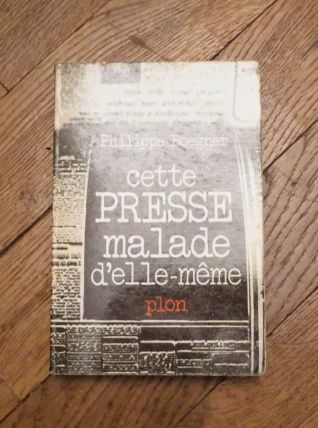 Philippe Boegner
cette
PRESSE
malade
d'elle-même
plon